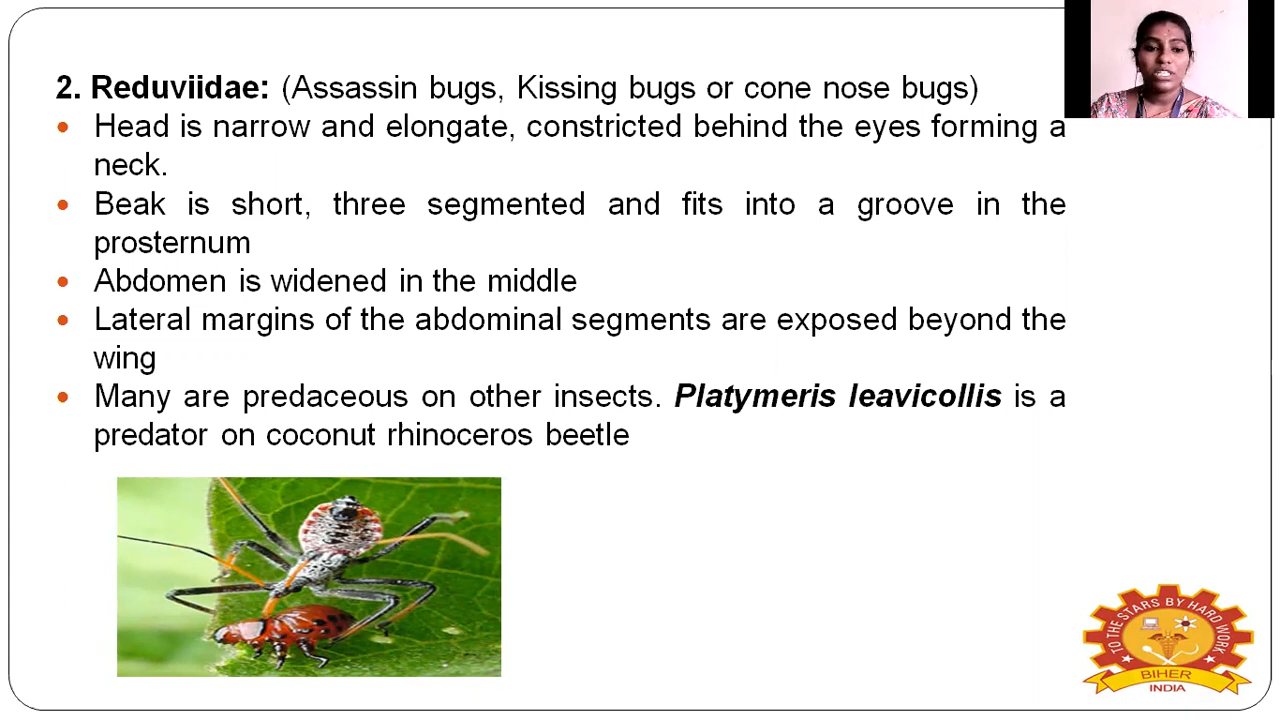 2. Reduviidae: (Assassin bugs, Kissing bugs or cone nose bugs)
• Head is narrow and elongate, constricted behind the eyes forming a
neck.
• Beak is short, three segmented and fits into a groove in the
prosternum
• Abdomen is widened in the middle
• Lateral margins of the abdominal segments are exposed beyond the
wing
• Many are predaceous on other insects. Platymeris leavicollis is a
predator on coconut rhinoceros beetle
TO THE STARS BY HARD WORK
BIHER
INDIA